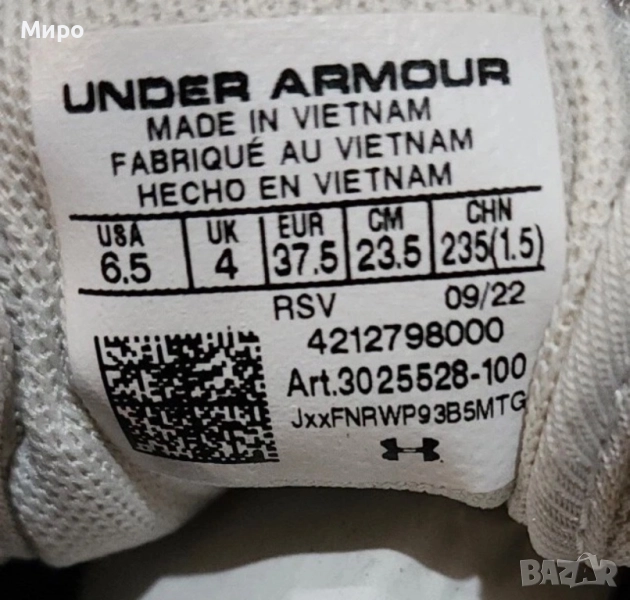 Миро
UNDER ARMOUR
MADE IN VIETNAM
FABRIQUÉ AU VIETNAM
HECHO EN VIETNAM
USA UK EUR CM CHN
6.5 4 37.5 23.5 235(1.5)
RSV 09/22
4212798000
Art.3025528-100
JxxFNRWP93B5MTG
BAZAR